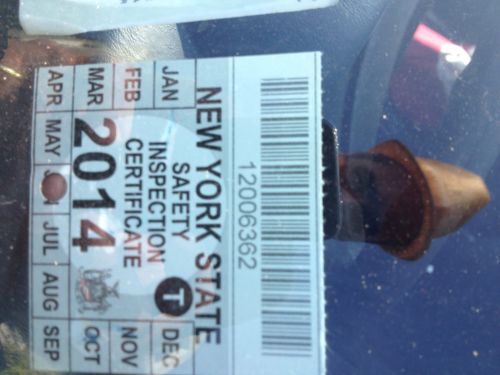 12006362
NEW YORK STATE
SAFETY
INSPECTION
CERTIFICATE
T
2014
JAN
FEB
MAR
APR MAY JUL AUG SEP
OCT
NOV
DEC